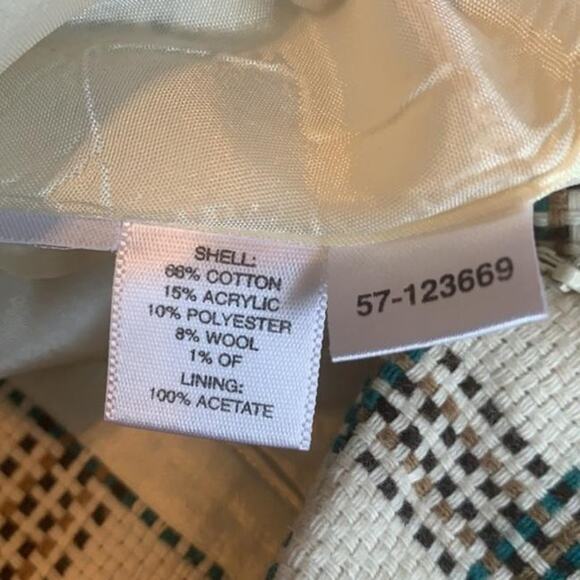 SHELL:
66% COTTON
15% ACRYLIC
10% POLYESTER
8% WOOL
1% OF
LINING:
100% ACETATE
57-123669